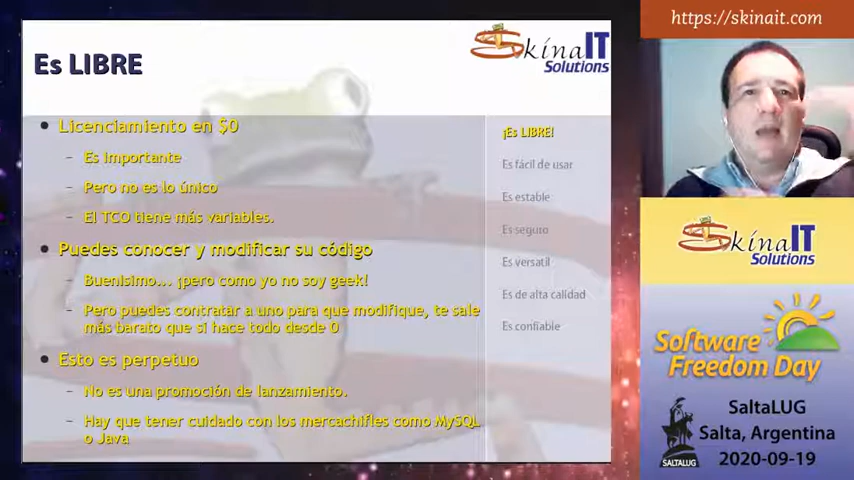 Es LIBRE
SkinaIT
Solutions
• Licenciamiento en $0
– Es importante
– Pero no es lo único
– El TCO tiene más variables.
• Puedes conocer y modificar su código
– Buenísimo... ¡pero como yo no soy geek!
– Pero puedes contratar a uno para que modifique, te sale
más barato que si hace todo desde 0
• Esto es perpetuo
– No es una promoción de lanzamiento.
– Hay que tener cuidado con los mercachifles como MySQL
o Java
¡Es LIBRE!
Es fácil de usar
Es estable
Es seguro
Es versatil
Es de alta calidad
Es confiable
https://skinait.com
SkinaIT
Solutions
Software
Freedom Day
SaltaLUG
Salta, Argentina
2020-09-19
SALTALUG